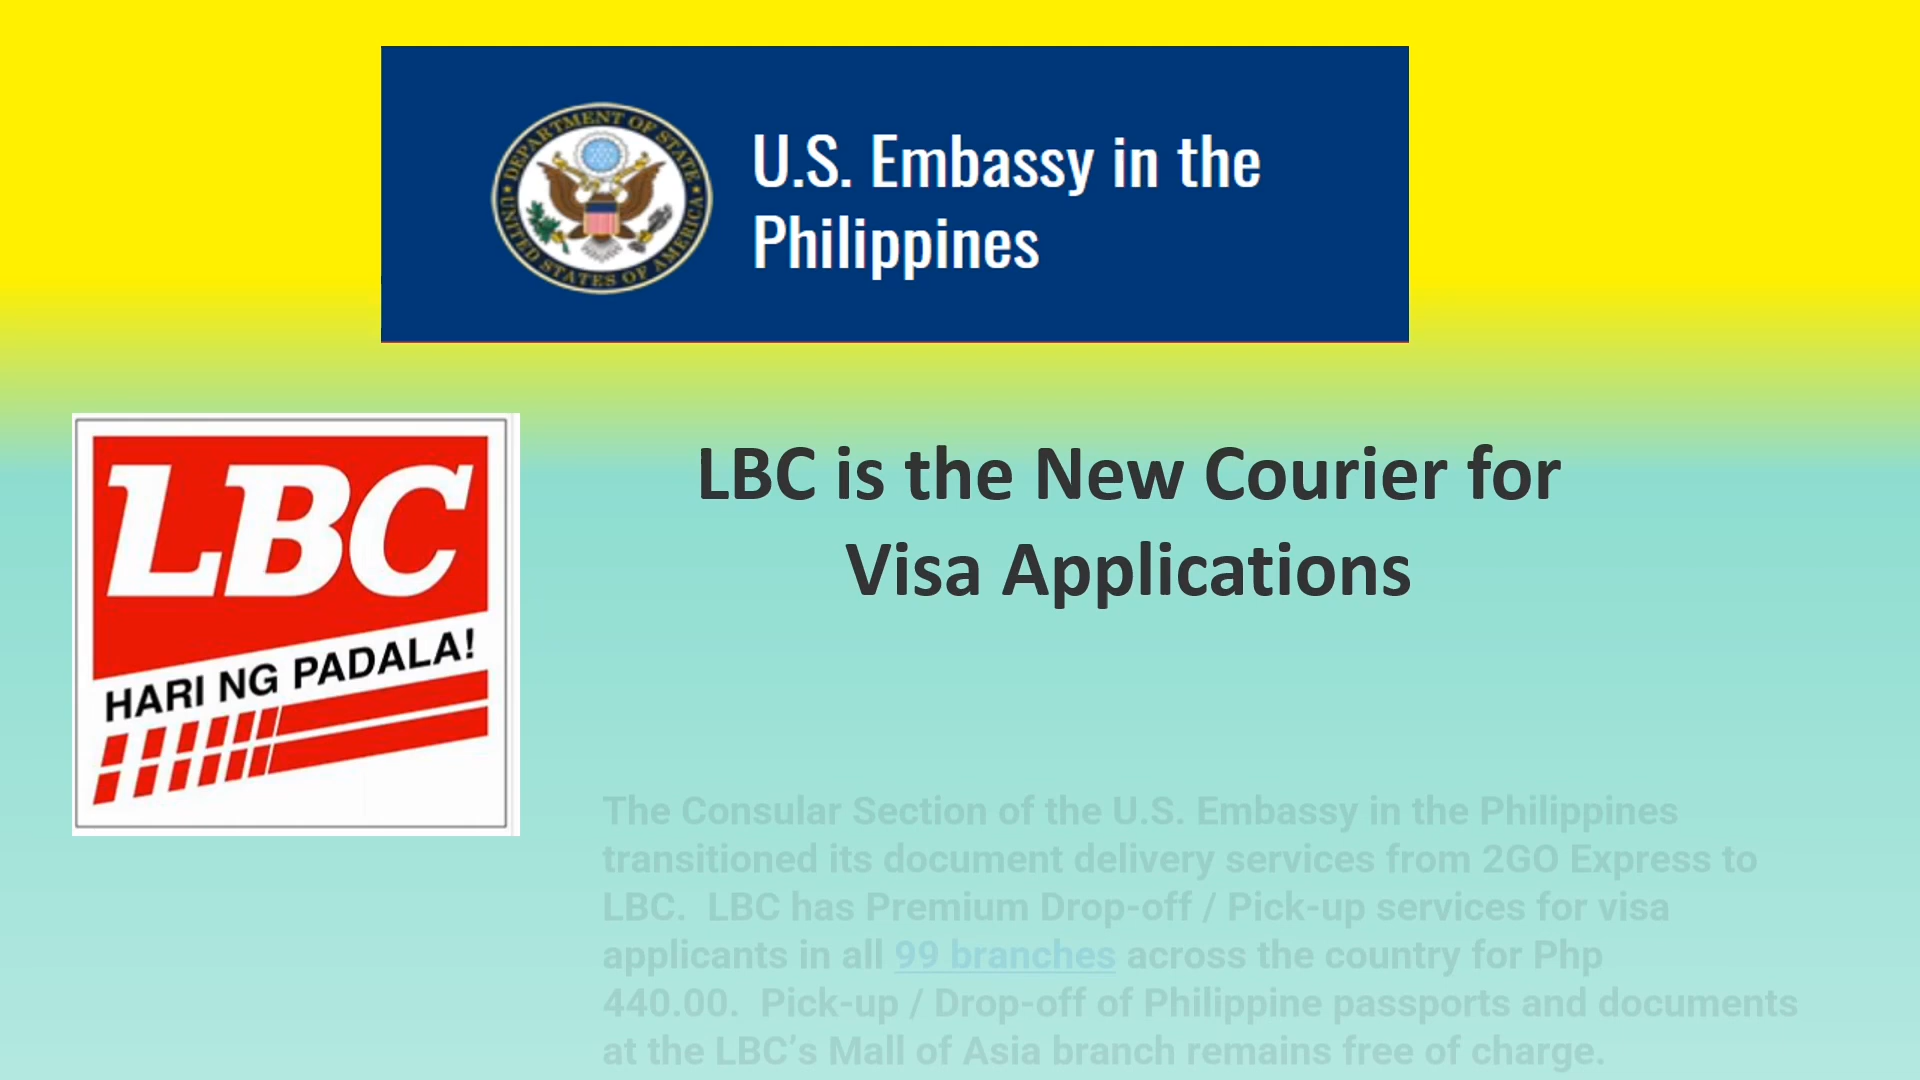 DEPARTMENT OF STATE
UNITED STATES OF AMERICA
U.S. Embassy in the
Philippines
LBC
HARI NG PADALA!
LBC is the New Courier for
Visa Applications
The Consular Section of the U.S. Embassy in the Philippines
transitioned its document delivery services from 2GO Express to
LBC.  LBC has Premium Drop-off / Pick-up services for visa
applicants in all 99 branches across the country for Php
440.00.  Pick-up / Drop-off of Philippine passports and documents
at the LBC’s Mall of Asia branch remains free of charge.